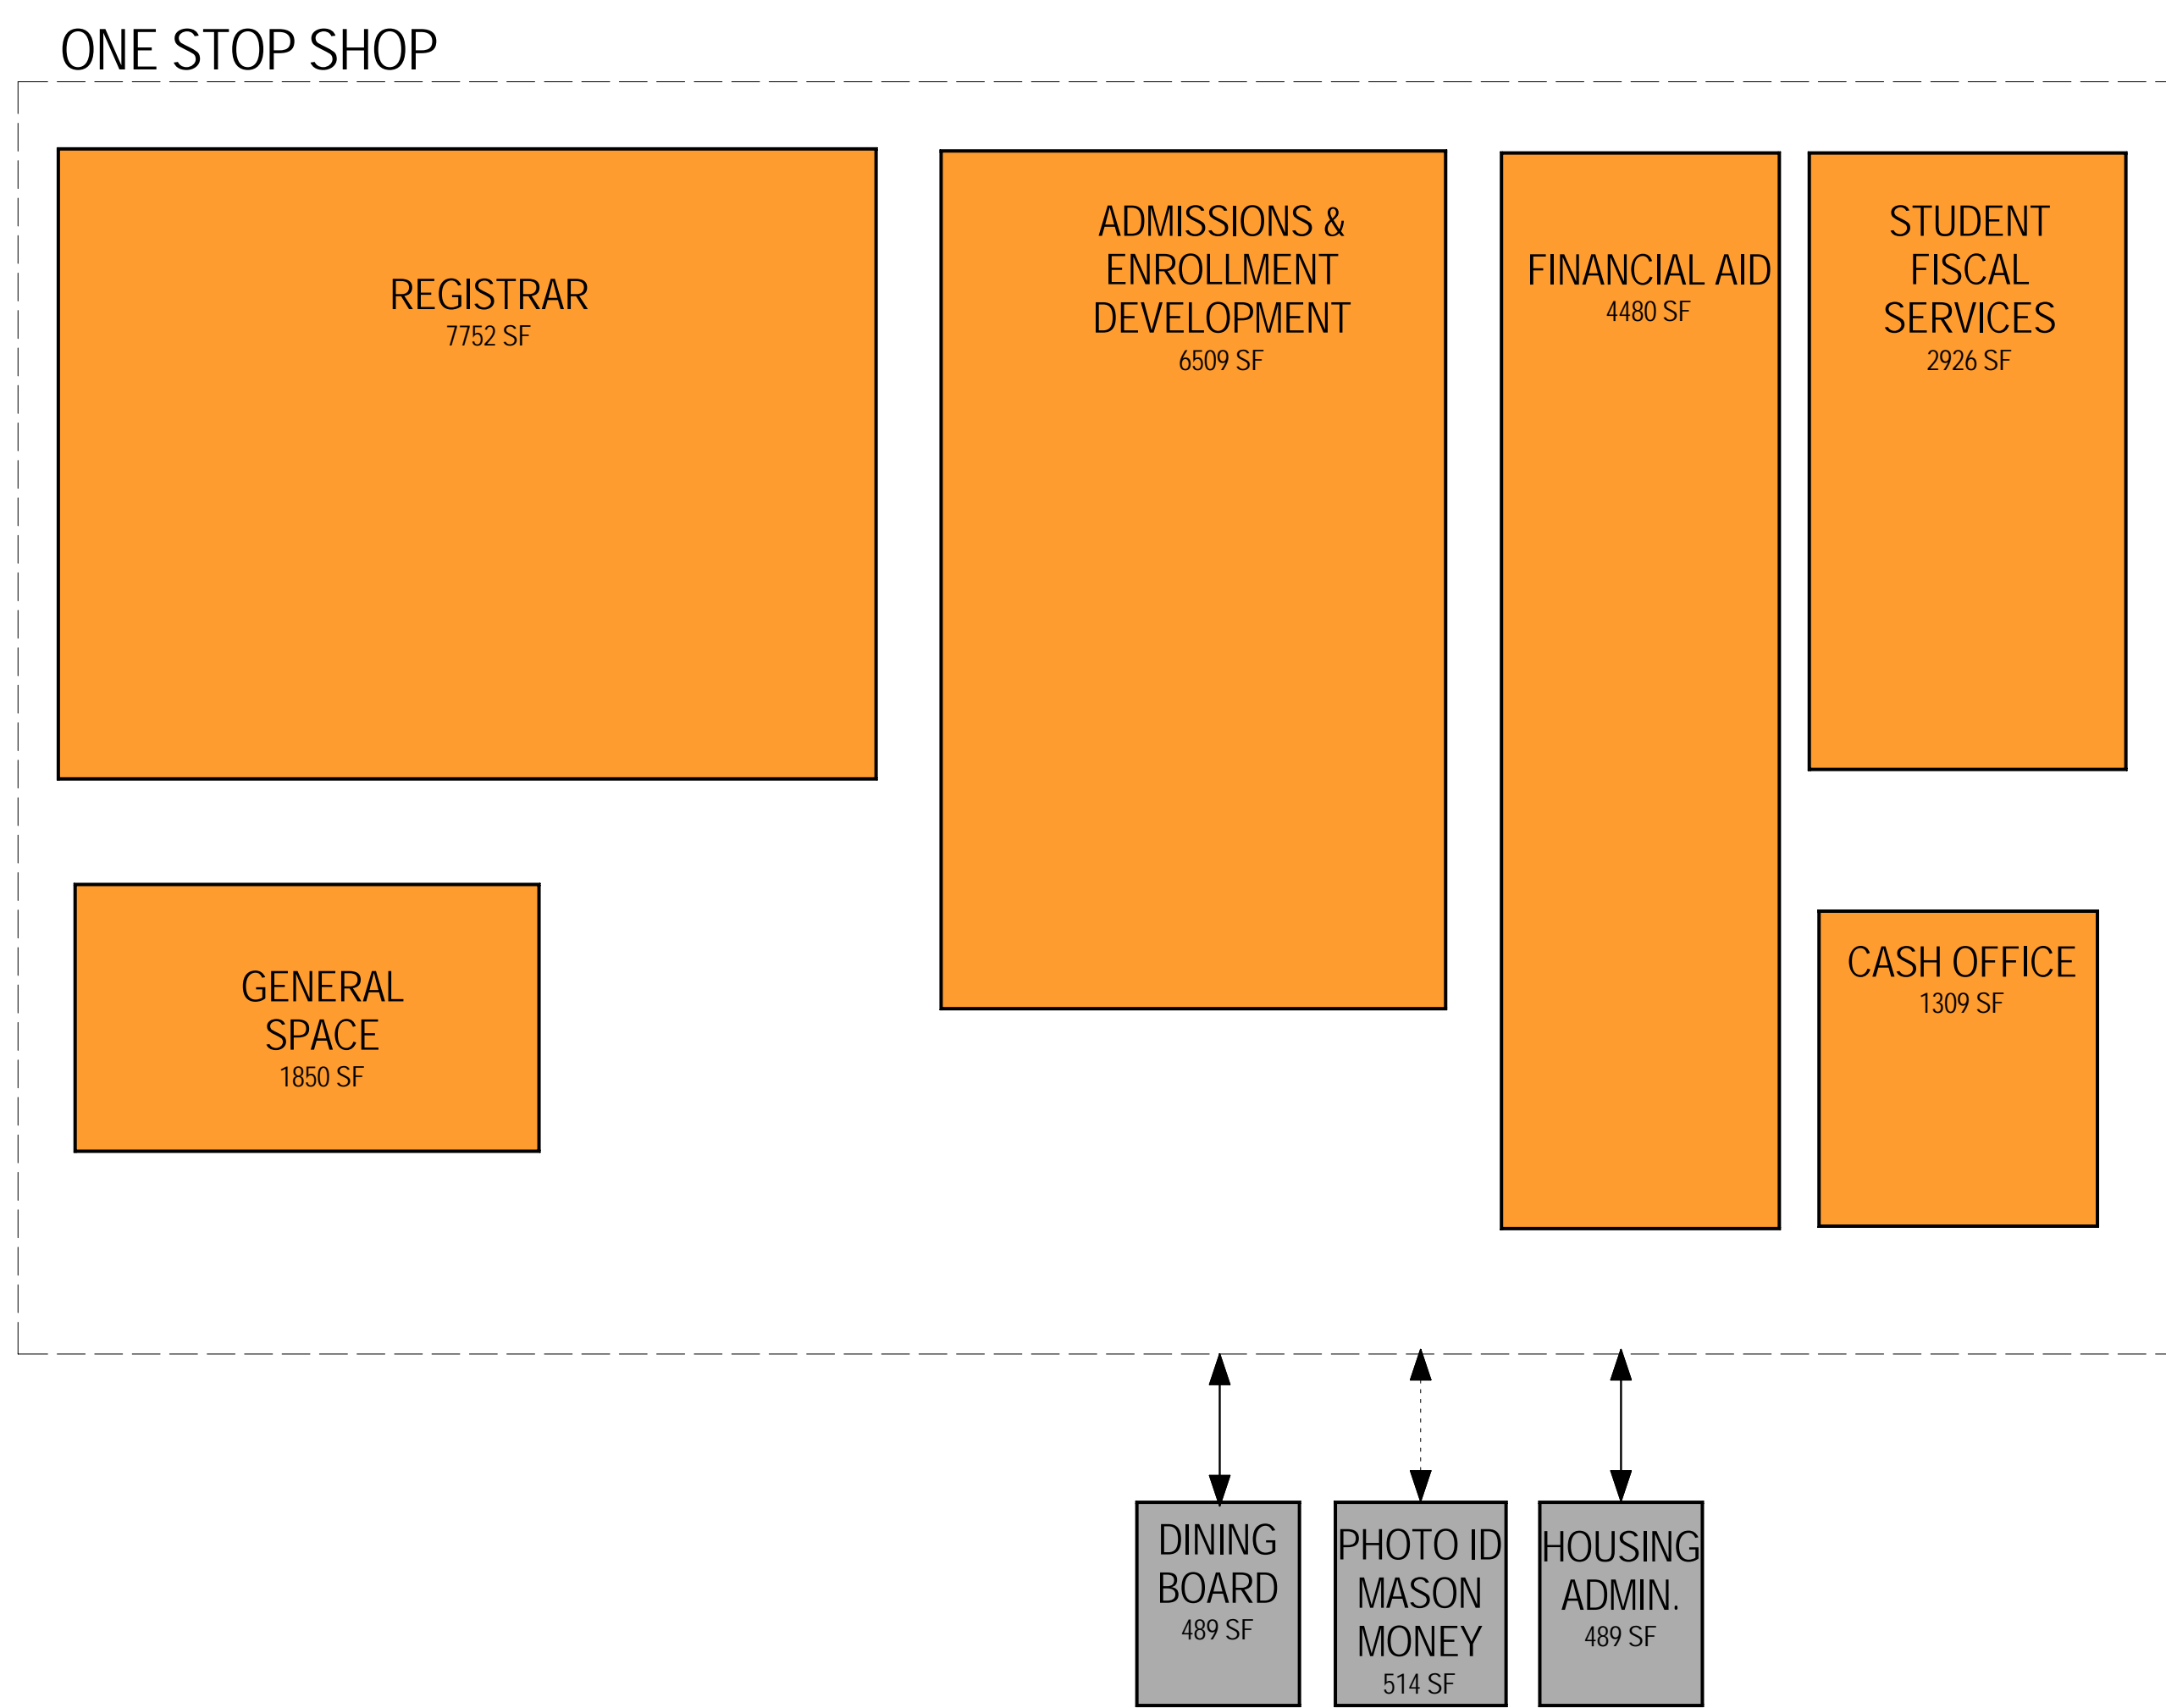 ONE STOP SHOP
REGISTRAR
7752 SF
ADMISSIONS &
ENROLLMENT
DEVELOPMENT
6509 SF
FINANCIAL AID
4480 SF
STUDENT
FISCAL
SERVICES
2926 SF
GENERAL
SPACE
1850 SF
CASH OFFICE
1309 SF
DINING
BOARD
489 SF
PHOTO ID
MASON
MONEY
514 SF
HOUSING
ADMIN.
489 SF